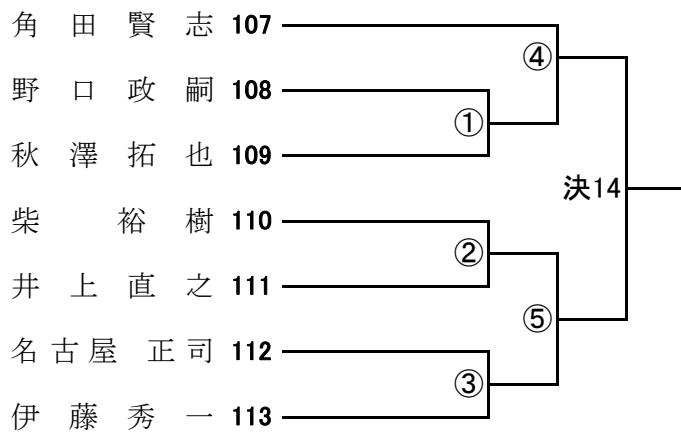 角田賢志 107
④
野口政嗣 108
①
秋澤拓也 109
決14
柴裕樹 110
②
井上直之 111
⑤
名古屋正司 112
③
伊藤秀一 113